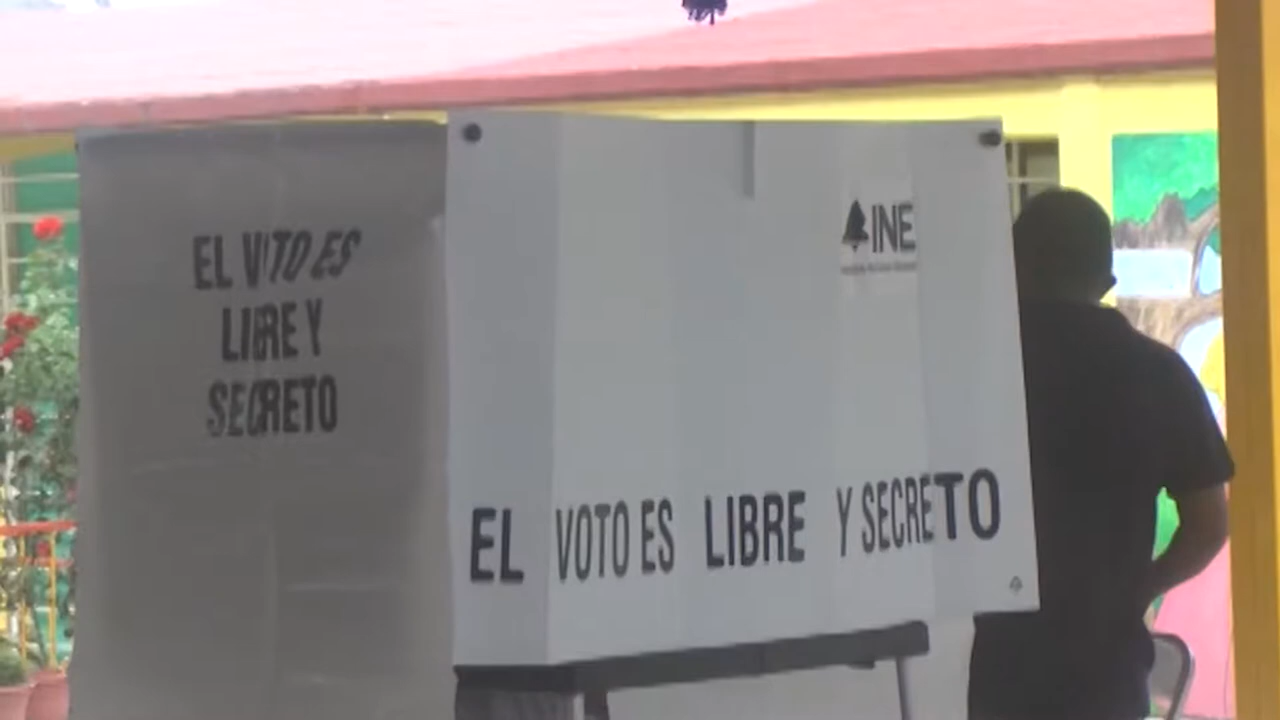 EL VOTO ES
LIBRE Y
SECRETO
INE
EL VOTO ES LIBRE Y SECRETO